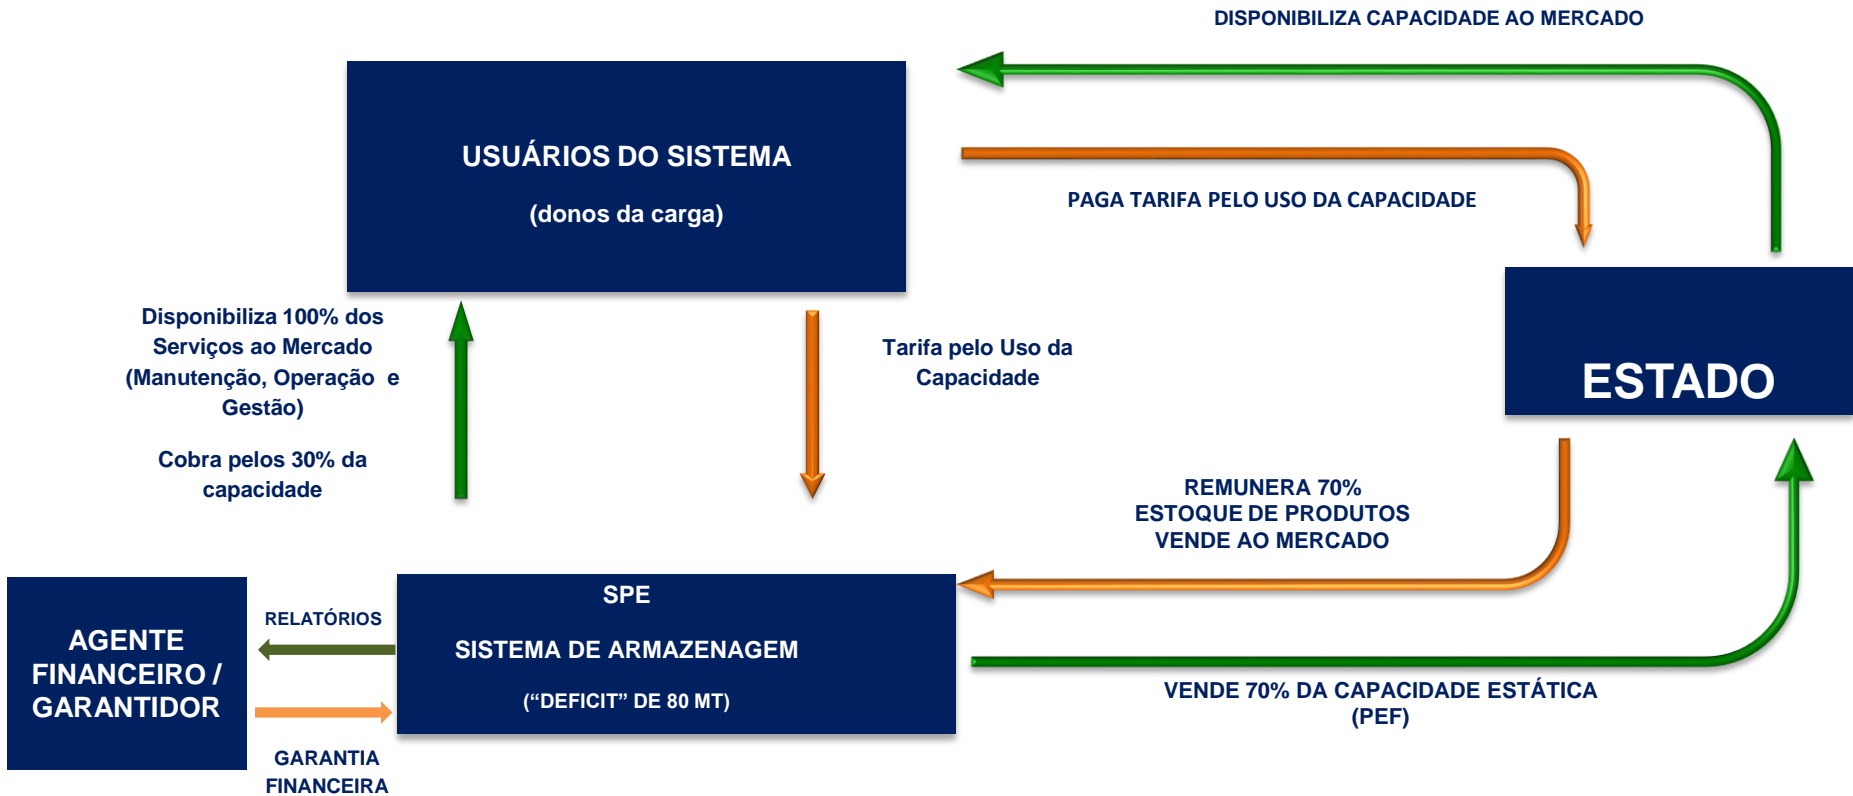 DISPONIBILIZA CAPACIDADE AO MERCADO
USUÁRIOS DO SISTEMA
(donos da carga)
PAGA TARIFA PELO USO DA CAPACIDADE
ESTADO
Disponibiliza 100% dos
Serviços ao Mercado
(Manutenção, Operação e
Gestão)
Cobra pelos 30% da
capacidade
Tarifa pelo Uso da
Capacidade
REMUNERA 70%
ESTOQUE DE PRODUTOS
VENDE AO MERCADO
AGENTE
FINANCEIRO /
GARANTIDOR
RELATÓRIOS
GARANTIA
FINANCEIRA
SPE
SISTEMA DE ARMAZENAGEM
(“DEFICIT” DE 80 MT)
VENDE 70% DA CAPACIDADE ESTÁTICA
(PEF)